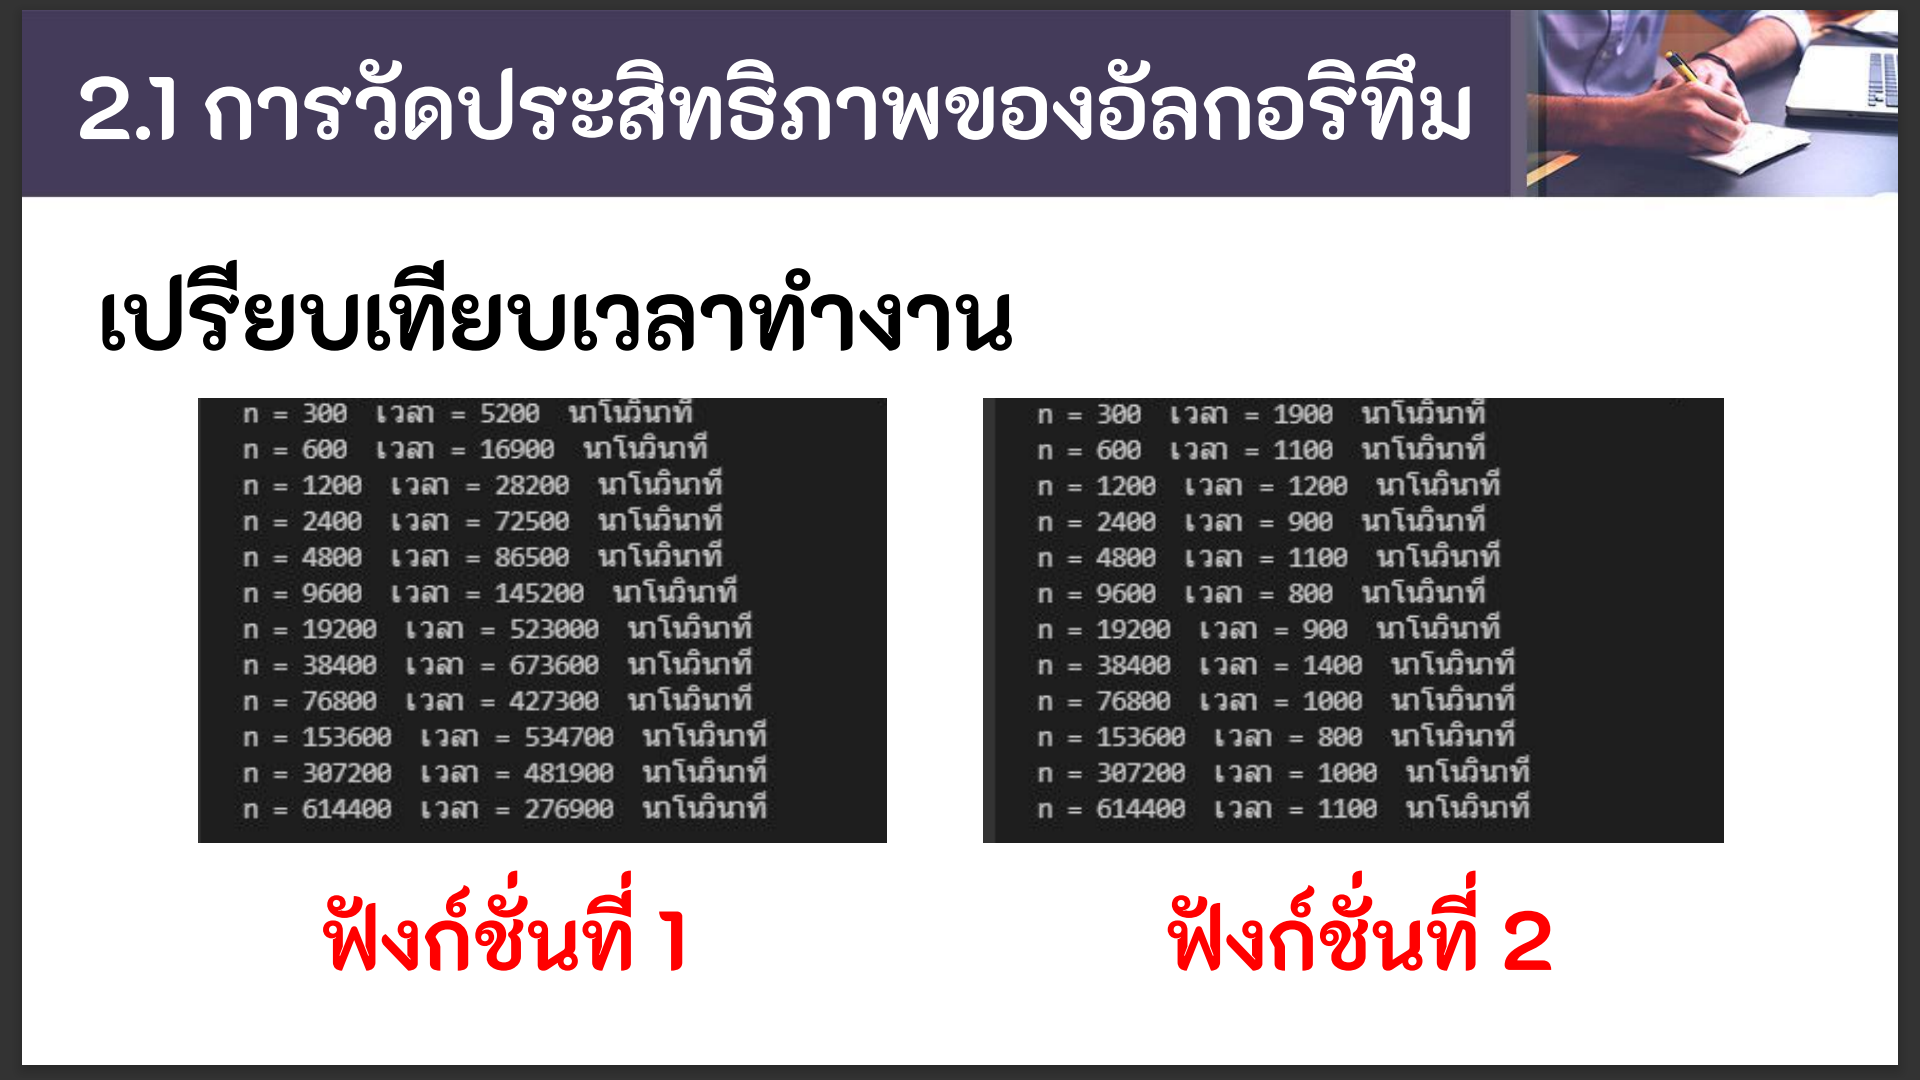 2.1 การวัดประสิทธิภาพของอัลกอริทึม
เปรียบเทียบเวลาทำงาน
n = 300 เวลา = 5200 นาโนวินาที
n = 600 เวลา = 16900 นาโนวินาที
n = 1200 เวลา = 28200 นาโนวินาที
n = 2400 เวลา = 72500 นาโนวินาที
n = 4800 เวลา = 86500 นาโนวินาที
n = 9600 เวลา = 145200 นาโนวินาที
n = 19200 เวลา = 523000 นาโนวินาที
n = 38400 เวลา = 673600 นาโนวินาที
n = 76800 เวลา = 427300 นาโนวินาที
n = 153600 เวลา = 534700 นาโนวินาที
n = 307200 เวลา = 481900 นาโนวินาที
n = 614400 เวลา = 276900 นาโนวินาที
ฟังก์ชั่นที่ 1
n = 300 เวลา = 1900 นาโนวินาที
n = 600 เวลา = 1100 นาโนวินาที
n = 1200 เวลา = 1200 นาโนวินาที
n = 2400 เวลา = 900 นาโนวินาที
n = 4800 เวลา = 1100 นาโนวินาที
n = 9600 เวลา = 800 นาโนวินาที
n = 19200 เวลา = 900 นาโนวินาที
n = 38400 เวลา = 1400 นาโนวินาที
n = 76800 เวลา = 1000 นาโนวินาที
n = 153600 เวลา = 800 นาโนวินาที
n = 307200 เวลา = 1000 นาโนวินาที
n = 614400 เวลา = 1100 นาโนวินาที
ฟังก์ชั่นที่ 2